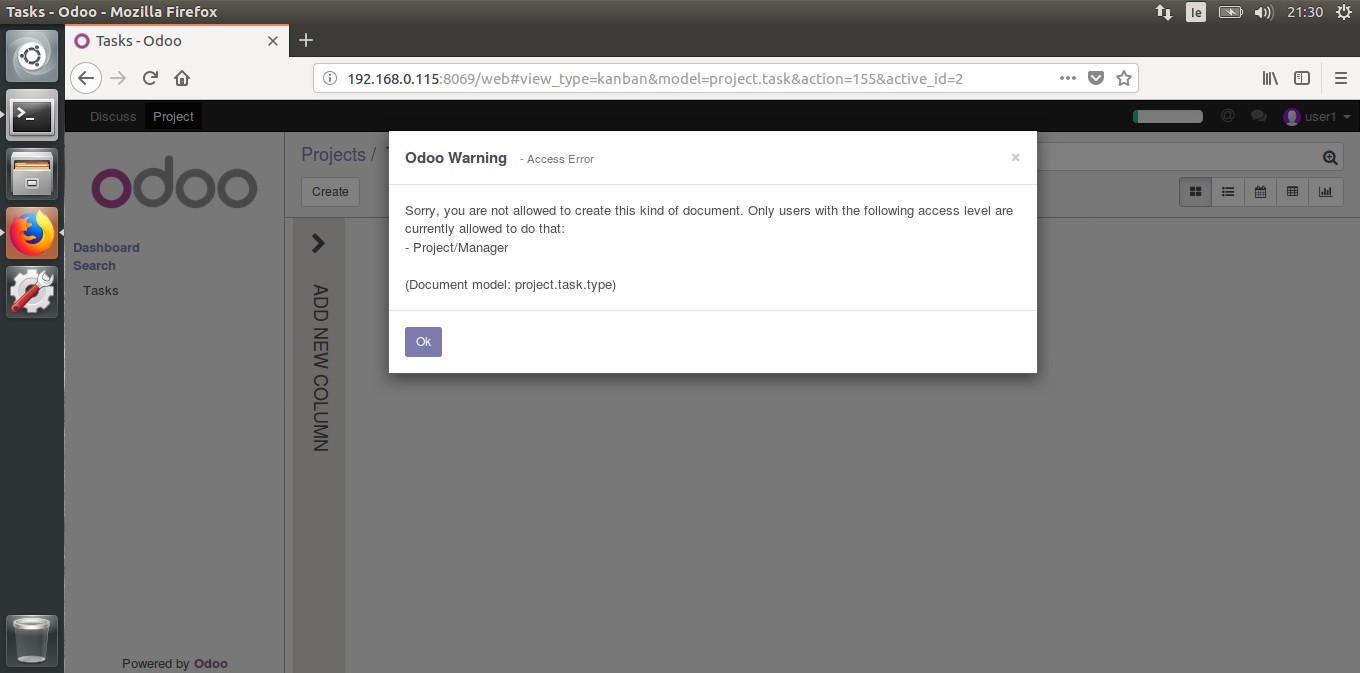 Tasks - Odoo - Mozilla Firefox
Ie
21:30
Tasks - Odoo
192.168.0.115:8069/web#view_type=kanban&model=project.task&action=155&active_id=2
Discuss Project
@
user1
odoo
Projects /
Create
Dashboard
Search
Tasks
ADD NEW COLUMN
Odoo Warning - Access Error
×
Sorry, you are not allowed to create this kind of document. Only users with the following access level are
currently allowed to do that:
- Project/Manager
(Document model: project.task.type)
Ok
Powered by Odoo